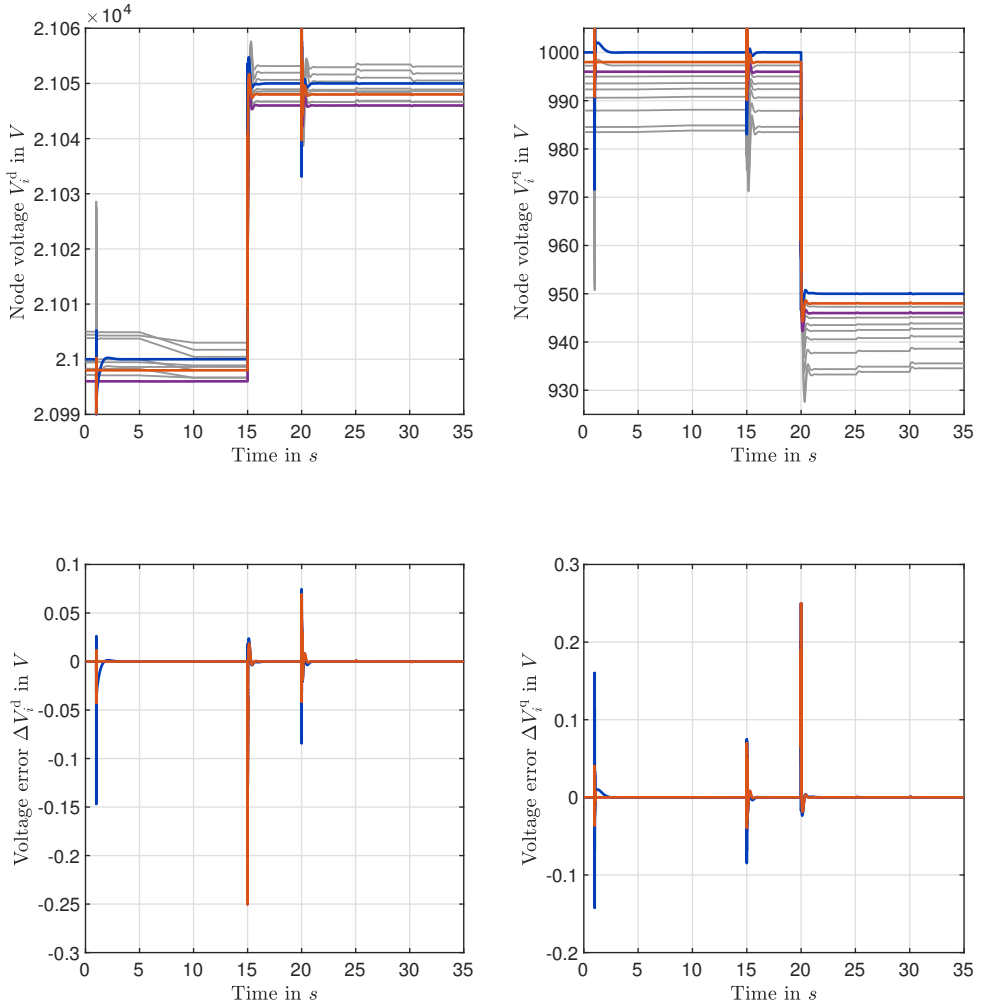 × 10⁴
2.106
2.105
2.104
2.103
2.102
2.101
2.1
2.099
0 5 10 15 20 25 30 35
Time in s
Node voltage V_i^d in V
1000
990
980
970
960
950
940
930
0 5 10 15 20 25 30 35
Time in s
Node voltage V_i^q in V
0.1
0.05
0
-0.05
-0.1
-0.15
-0.2
-0.25
-0.3
0 5 10 15 20 25 30 35
Time in s
Voltage error ΔV_i^d in V
0.3
0.2
0.1
0
-0.1
-0.2
0 5 10 15 20 25 30 35
Time in s
Voltage error ΔV_i^q in V